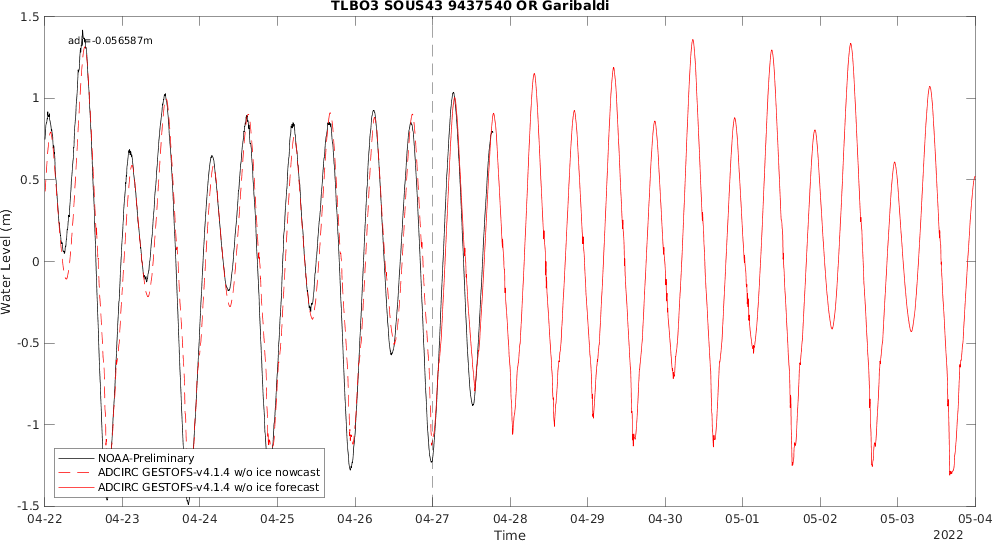 TLBO3 SOUS43 9437540 OR Garibaldi
adj=-0.056587m
1.5
1
0.5
0
-0.5
-1
-1.5
Water Level (m)
NOAA-Preliminary
ADCIRC GESTOFS-v4.1.4 w/o ice nowcast
ADCIRC GESTOFS-v4.1.4 w/o ice forecast
04-22 04-23 04-24 04-25 04-26 04-27 04-28 04-29 04-30 05-01 05-02 05-03 05-04
Time
2022